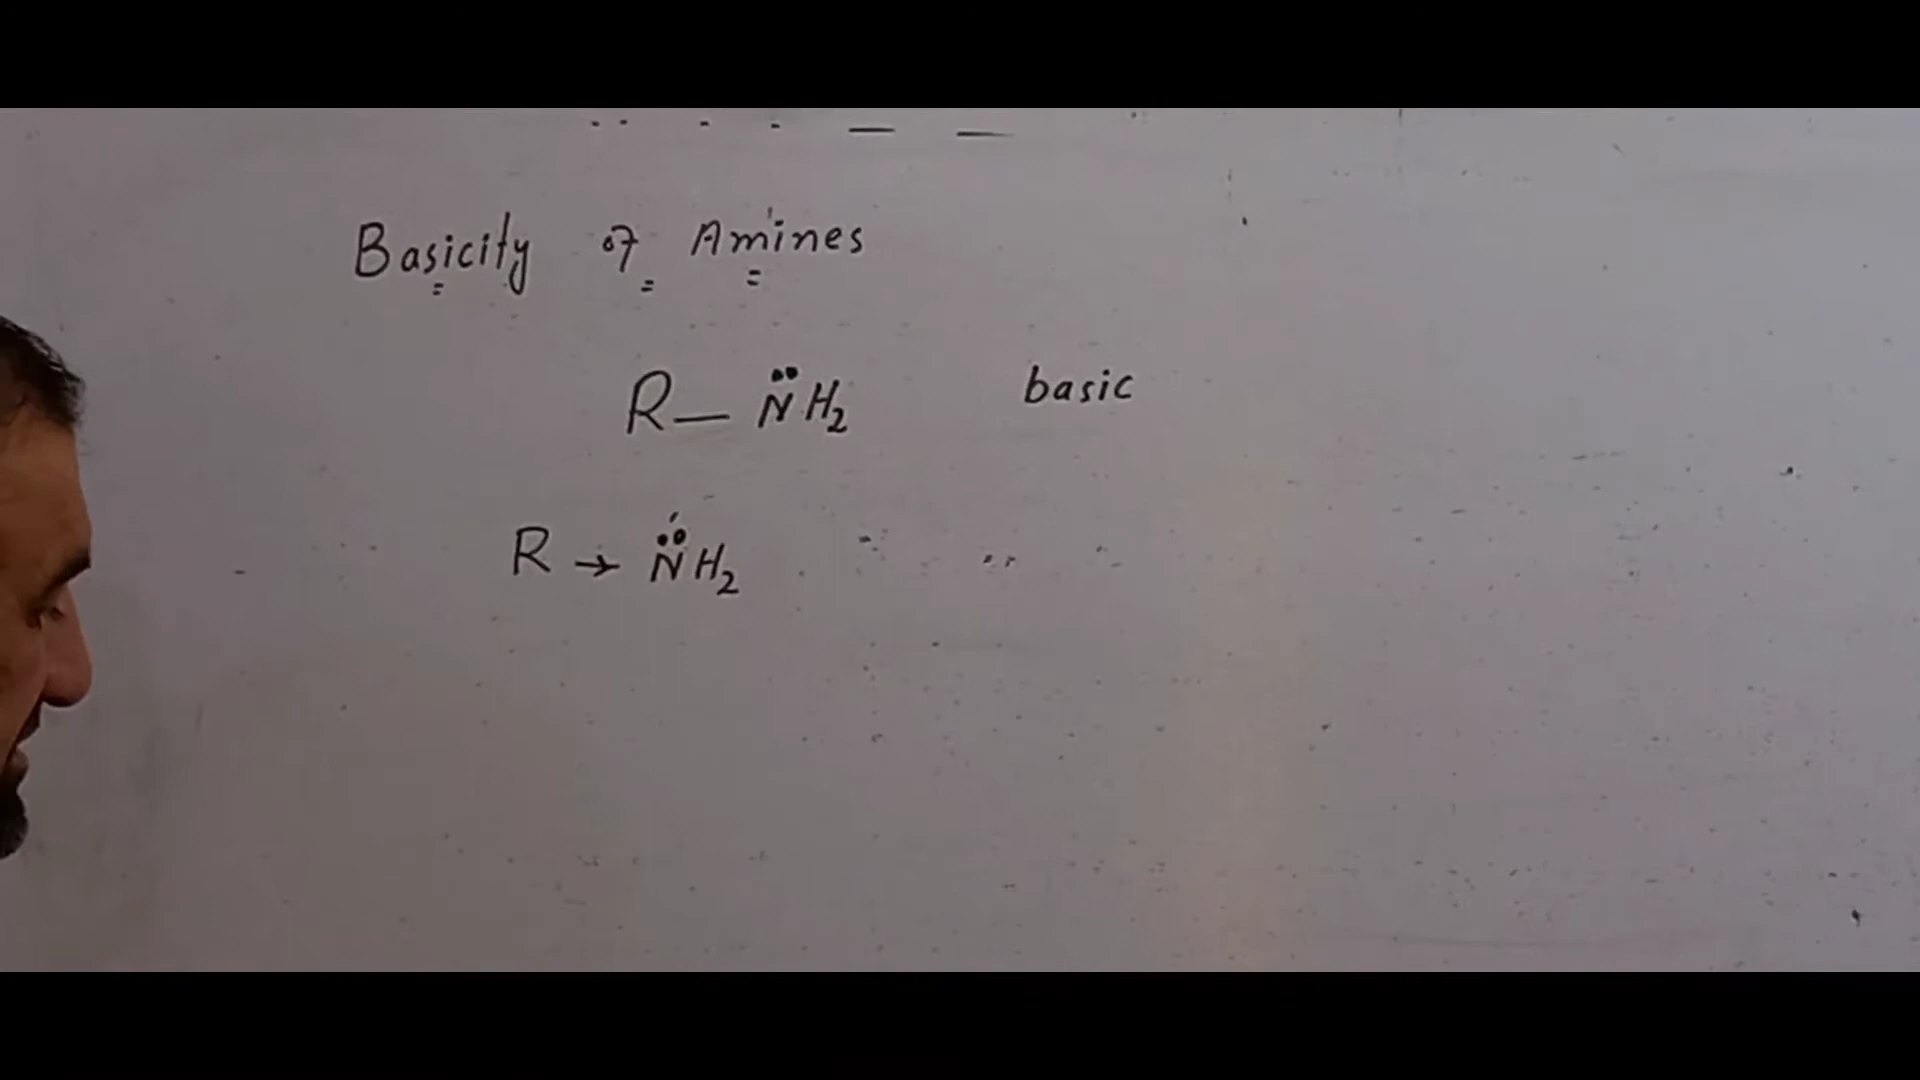 Basicity of Amines
R— N̈H₂ basic
R → N̈H₂